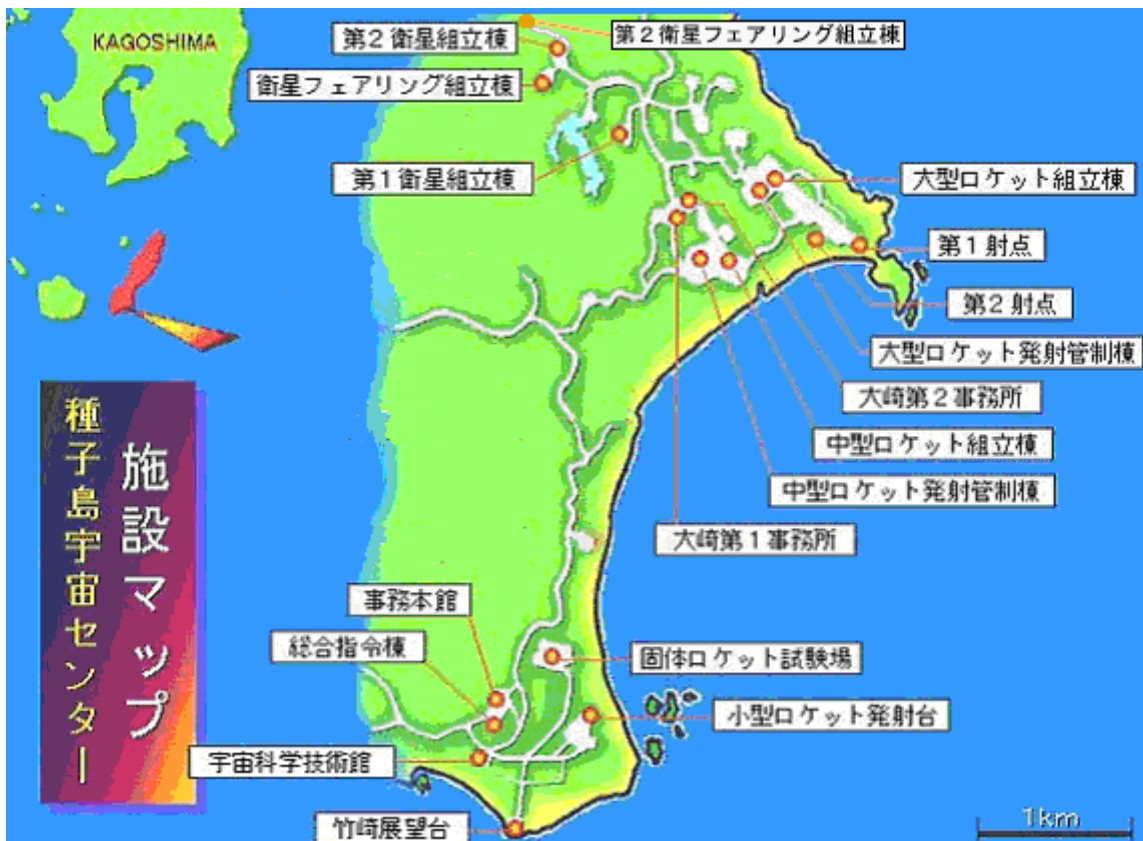 KAGOSHIMA
第2衛星組立棟
第2衛星フェアリング組立棟
衛星フェアリング組立棟
第1衛星組立棟
大型ロケット組立棟
第1射点
第2射点
大型ロケット発射管制棟
大崎第2事務所
中型ロケット組立棟
中型ロケット発射管制棟
大崎第1事務所
施設マップ
種子島宇宙センター
事務本館
総合指令棟
固体ロケット試験場
小型ロケット発射台
宇宙科学技術館
竹崎展望台
1km